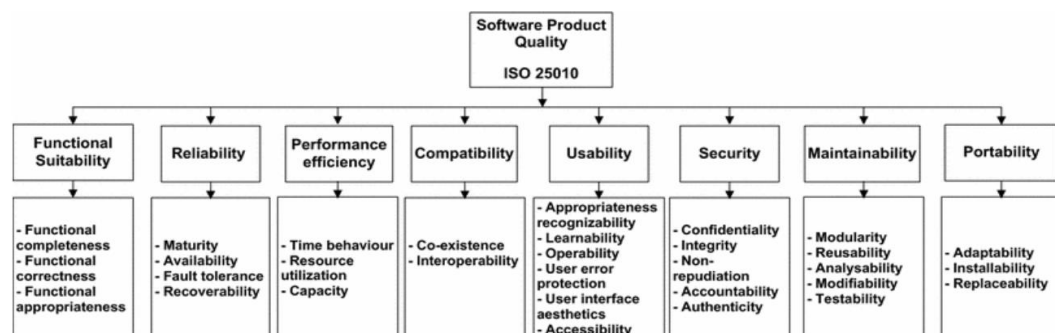 Software Product
Quality
ISO 25010
Functional
Suitability
Reliability
Performance
efficiency
Compatibility
Usability
Security
Maintainability
Portability
- Functional
completeness
- Functional
correctness
- Functional
appropriateness
- Maturity
- Availability
- Fault tolerance
- Recoverability
- Time behaviour
- Resource
utilization
- Capacity
- Co-existence
- Interoperability
- Appropriateness
recognizability
- Learnability
- Operability
- User error
protection
- User interface
aesthetics
- Accessibility
- Confidentiality
- Integrity
- Non-
repudiation
- Accountability
- Authenticity
- Modularity
- Reusability
- Analysability
- Modifiability
- Testability
- Adaptability
- Installability
- Replaceability